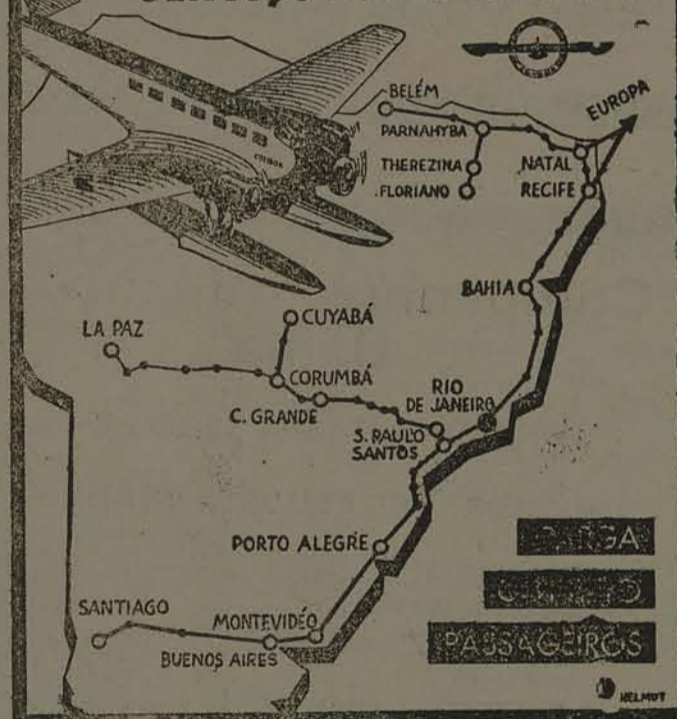 BELÉM
EUROPA
PARNAHYBA
THEREZINA
NATAL
FLORIANO
RECIFE
BAHIA
LA PAZ
CUYABÁ
CORUMBÁ
RIO
DE JANEIRO
C. GRANDE
S. PAULO
SANTOS
PORTO ALEGRE
CARGA
SANTIAGO
MONTEVIDÉO
BUENOS AIRES
PASSAGEIROS
HELMUT